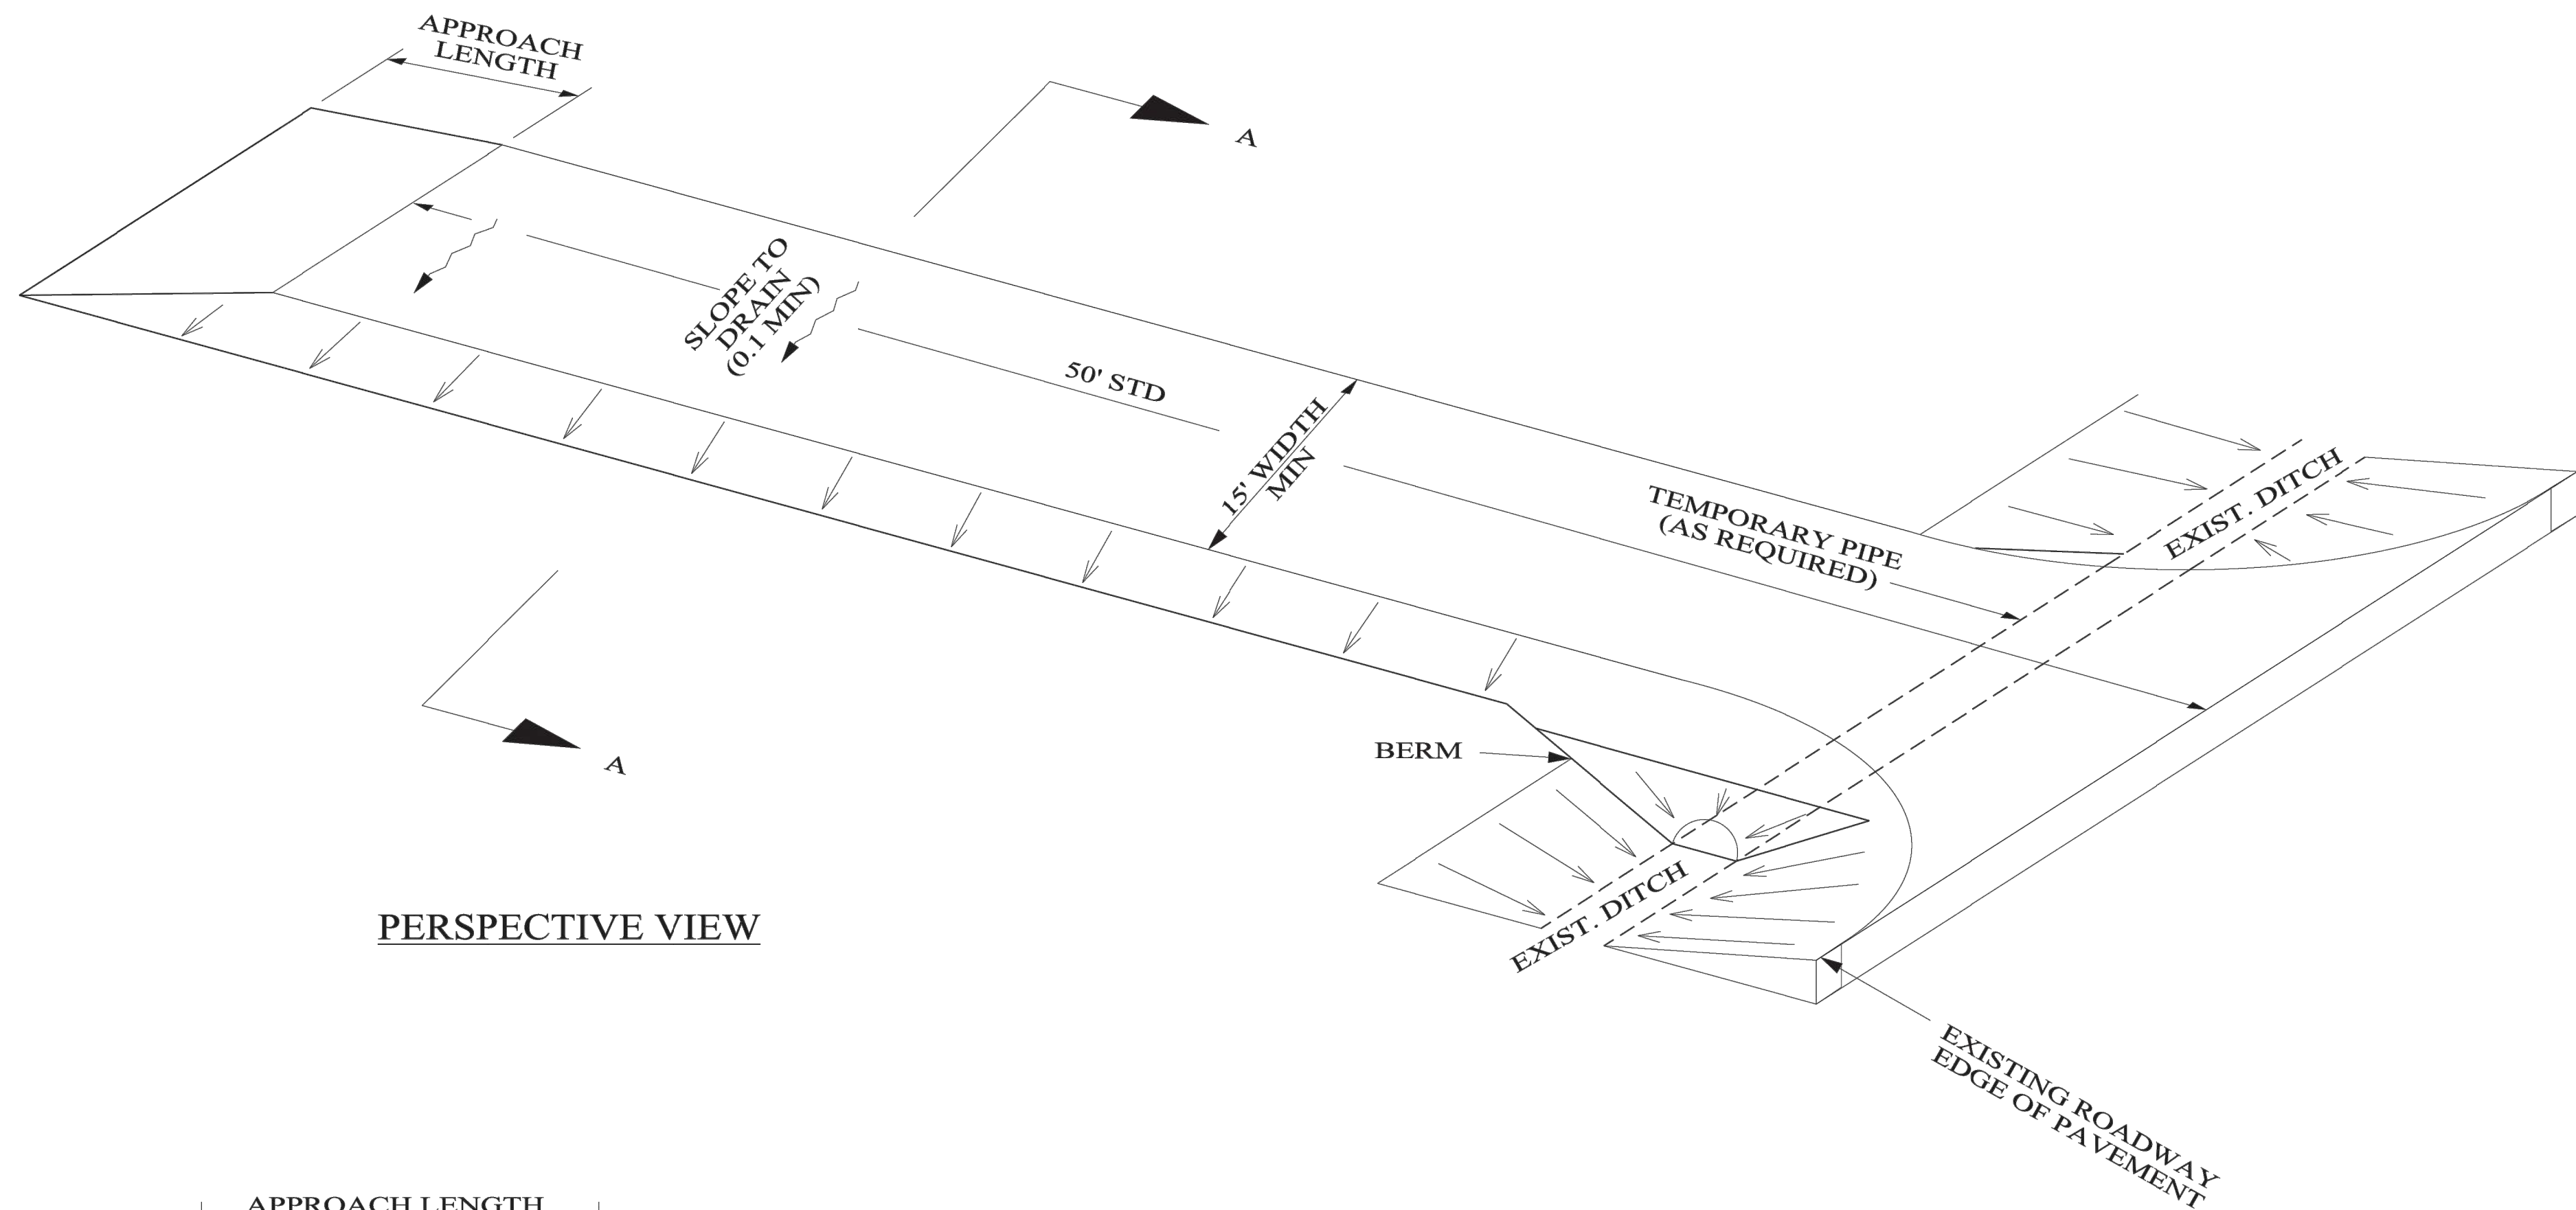 APPROACH
LENGTH
A
SLOPE TO
DRAIN
(0.1 MIN)
50' STD
15' WIDTH
MIN
TEMPORARY PIPE
(AS REQUIRED)
EXIST. DITCH
A
BERM
EXIST. DITCH
PERSPECTIVE VIEW
EXISTING ROADWAY
EDGE OF PAVEMENT
APPROACH LENGTH